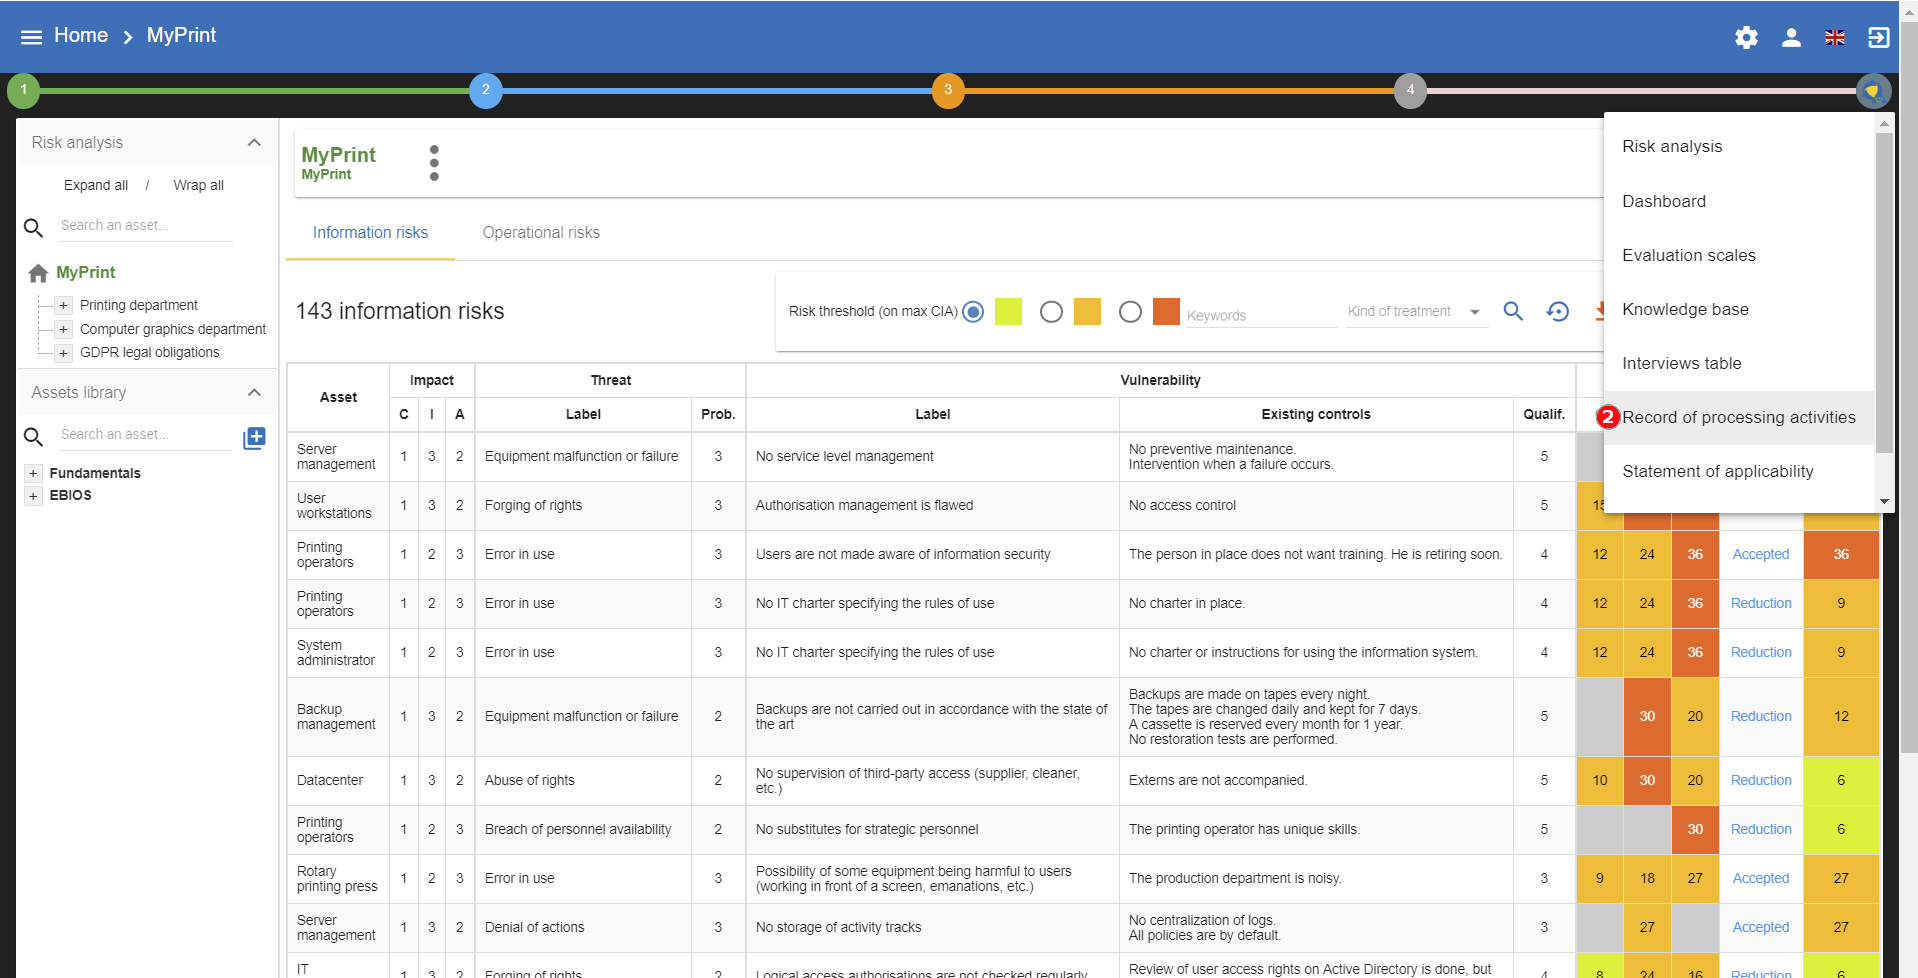 Home > MyPrint
1 2 3 4
Risk analysis
Expand all / Wrap all
Search an asset...
MyPrint
+ Printing department
+ Computer graphics department
+ GDPR legal obligations
Assets library
Search an asset...
+ Fundamentals
+ EBIOS
MyPrint
MyPrint
Information risks Operational risks
143 information risks
Risk threshold (on max CIA) Keywords Kind of treatment
Risk analysis
Dashboard
Evaluation scales
Knowledge base
Interviews table
2 Record of processing activities
Statement of applicability
Asset Impact Threat Vulnerability
C I A Label Prob. Label Existing controls Qualif.
Server management 1 3 2 Equipment malfunction or failure 3 No service level management No preventive maintenance.
Intervention when a failure occurs. 5
User workstations 1 3 2 Forging of rights 3 Authorisation management is flawed No access control 5 15
Printing operators 1 2 3 Error in use 3 Users are not made aware of information security The person in place does not want training. He is retiring soon. 4 12 24 36 Accepted 36
Printing operators 1 2 3 Error in use 3 No IT charter specifying the rules of use No charter in place. 4 12 24 36 Reduction 9
System administrator 1 2 3 Error in use 3 No IT charter specifying the rules of use No charter or instructions for using the information system. 4 12 24 36 Reduction 9
Backup management 1 3 2 Equipment malfunction or failure 2 Backups are not carried out in accordance with the state of the art Backups are made on tapes every night.
The tapes are changed daily and kept for 7 days.
A cassette is reserved every month for 1 year.
No restoration tests are performed. 5 30 20 Reduction 12
Datacenter 1 3 2 Abuse of rights 2 No supervision of third-party access (supplier, cleaner, etc.) Externs are not accompanied. 5 10 30 20 Reduction 6
Printing operators 1 2 3 Breach of personnel availability 2 No substitutes for strategic personnel The printing operator has unique skills. 5 30 Reduction 6
Rotary printing press 1 2 3 Error in use 3 Possibility of some equipment being harmful to users (working in front of a screen, emanations, etc.) The production department is noisy. 3 9 18 27 Accepted 27
Server management 1 3 2 Denial of actions 3 No storage of activity tracks No centralization of logs.
All policies are by default. 3 27 Accepted 27
IT 1 3 2 Forging of rights 2 Logical access authorisations are not checked regularly Review of user access rights on Active Directory is done, but 4 8 24 16 Reduction 6